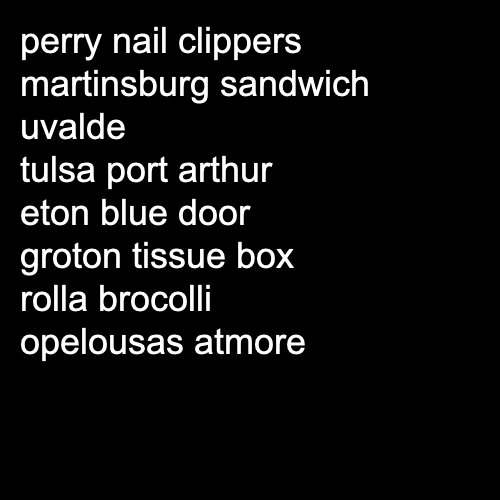 perry nail clippers
martinsburg sandwich
uvalde
tulsa port arthur
eton blue door
groton tissue box
rolla brocolli
opelousas atmore